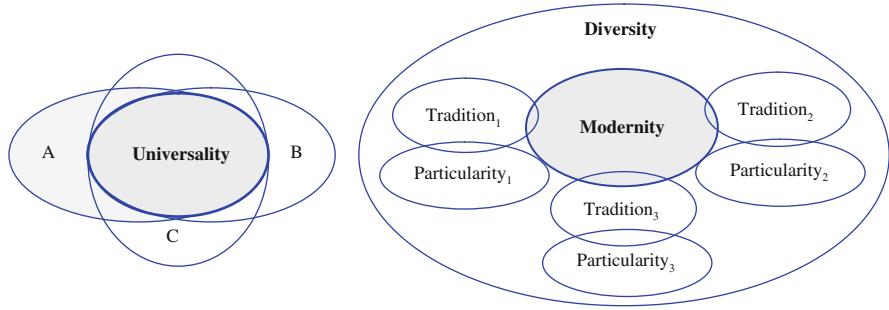 A
Universality
B
C
Diversity
Tradition₁
Modernity
Tradition₂
Particularity₁
Particularity₂
Tradition₃
Particularity₃